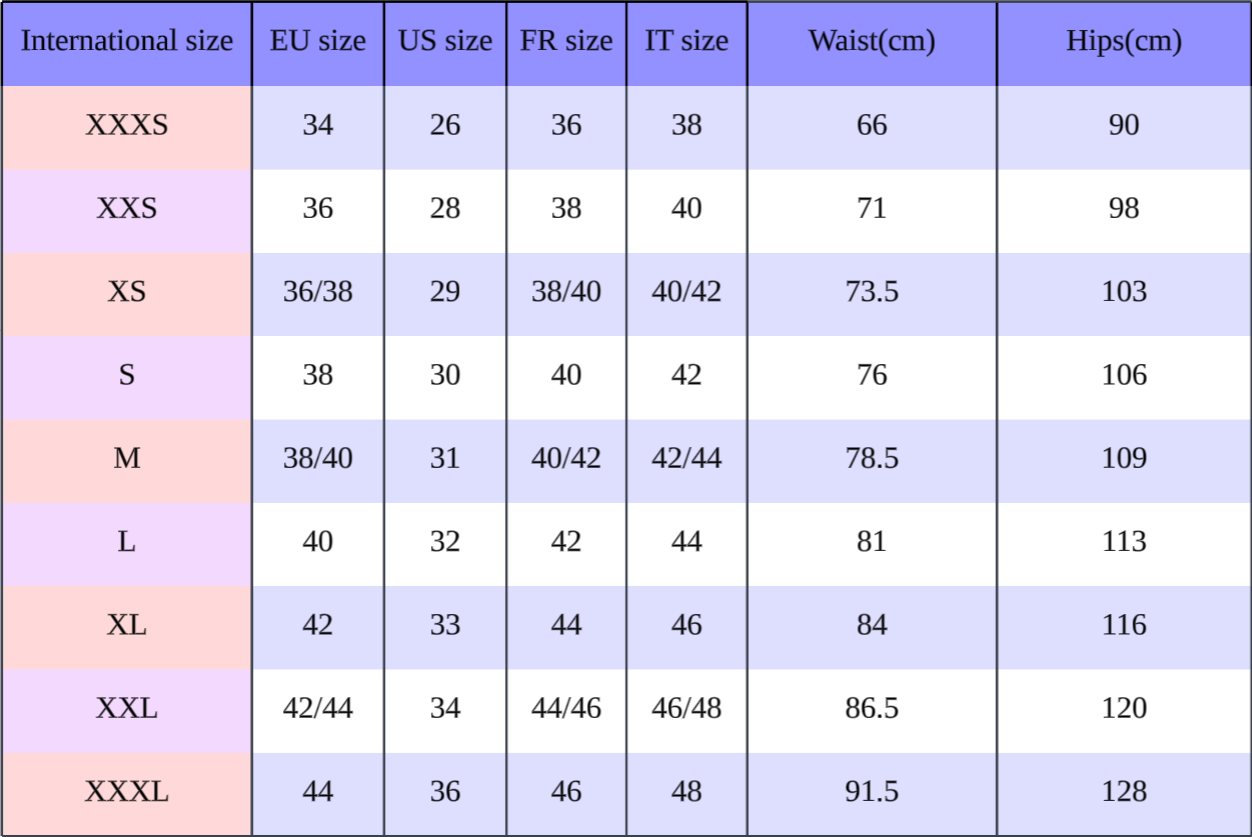 International size EU size US size FR size IT size Waist(cm) Hips(cm)
XXXS 34 26 36 38 66 90
XXS 36 28 38 40 71 98
XS 36/38 29 38/40 40/42 73.5 103
S 38 30 40 42 76 106
M 38/40 31 40/42 42/44 78.5 109
L 40 32 42 44 81 113
XL 42 33 44 46 84 116
XXL 42/44 34 44/46 46/48 86.5 120
XXXL 44 36 46 48 91.5 128